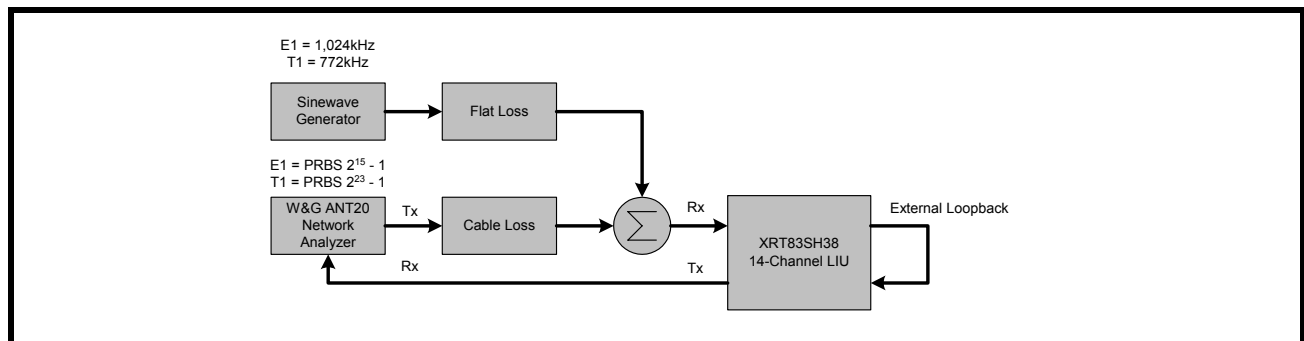 E1 = 1,024kHz
T1 = 772kHz
Sinewave
Generator
Flat Loss
E1 = PRBS 2¹⁵ - 1
T1 = PRBS 2²³ - 1
W&G ANT20
Network
Analyzer
Tx
Cable Loss
Σ
Rx
External Loopback
XRT83SH38
14-Channel LIU
Rx
Tx